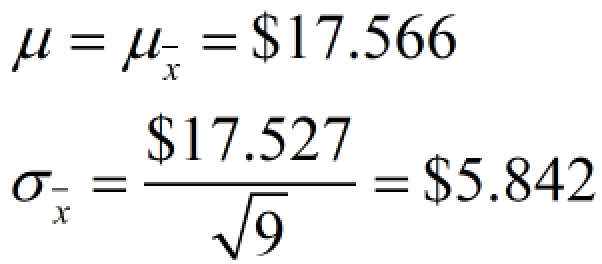 μ = μ_x̄ = $17.566
σ_x̄ = $17.527 / √9 = $5.842